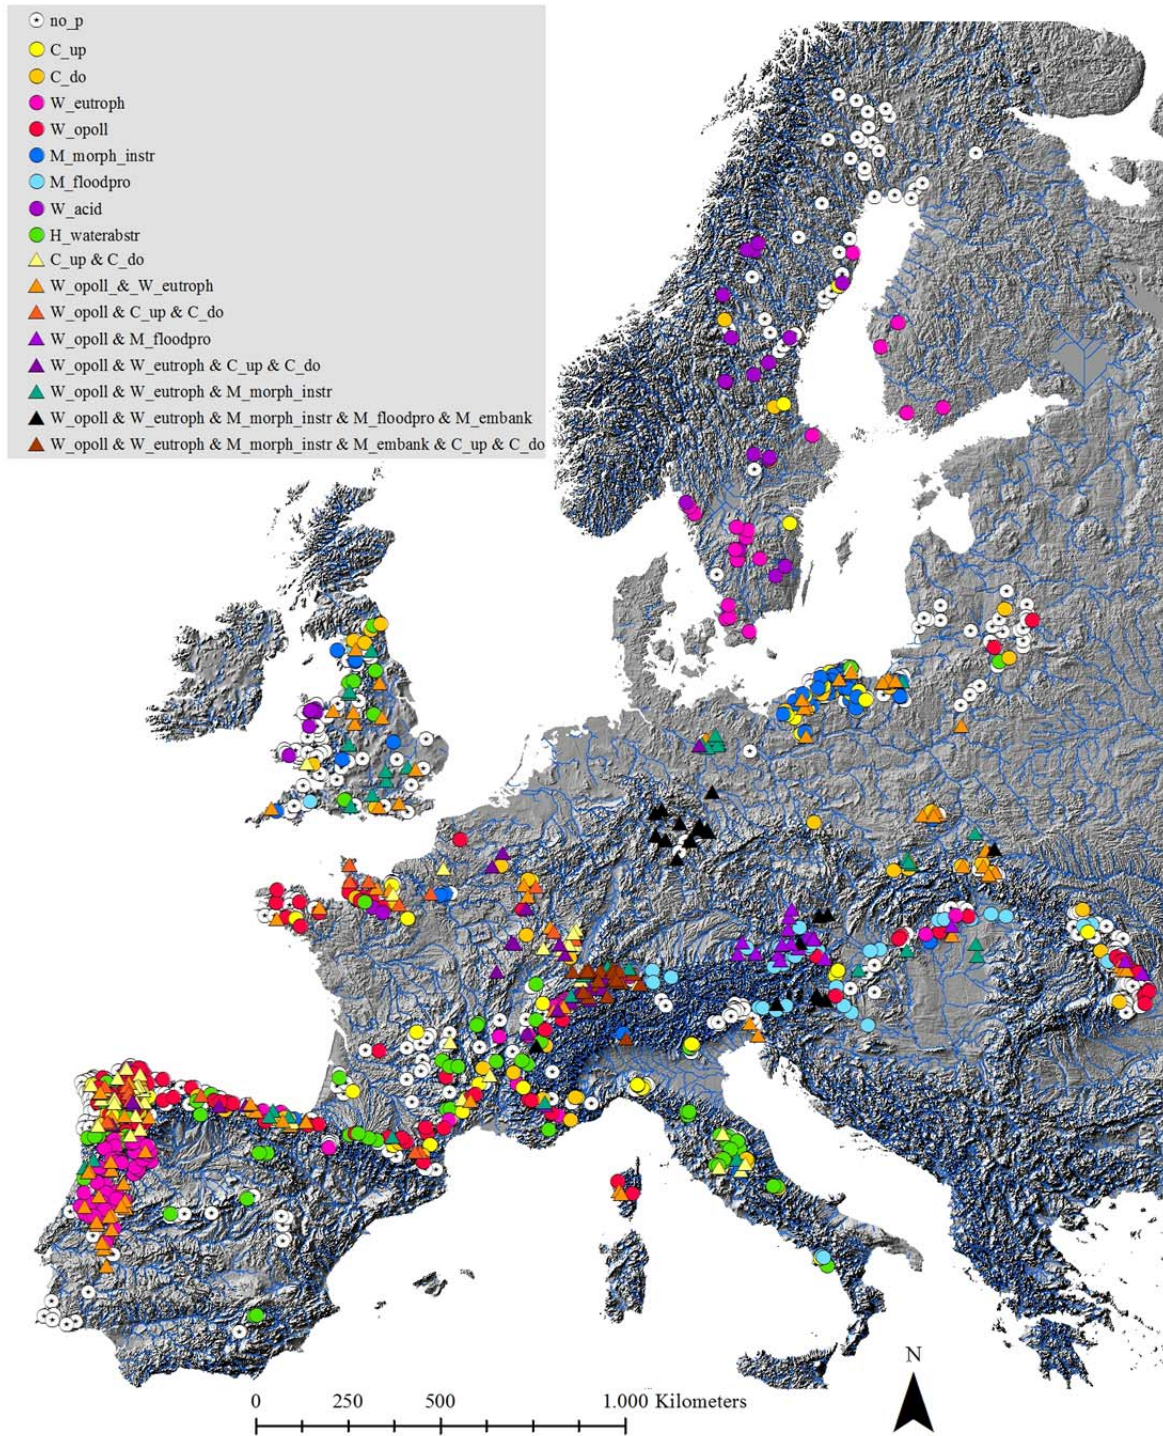 no_p
C_up
C_do
W_eutroph
W_opoll
M_morph_instr
M_floodpro
W_acid
H_waterabstr
C_up & C_do
W_opoll_&_W_eutroph
W_opoll & C_up & C_do
W_opoll & M_floodpro
W_opoll & W_eutroph & C_up & C_do
W_opoll & W_eutroph & M_morph_instr
W_opoll & W_eutroph & M_morph_instr & M_floodpro & M_embank
W_opoll & W_eutroph & M_morph_instr & M_embank & C_up & C_do
N
0 250 500 1.000 Kilometers